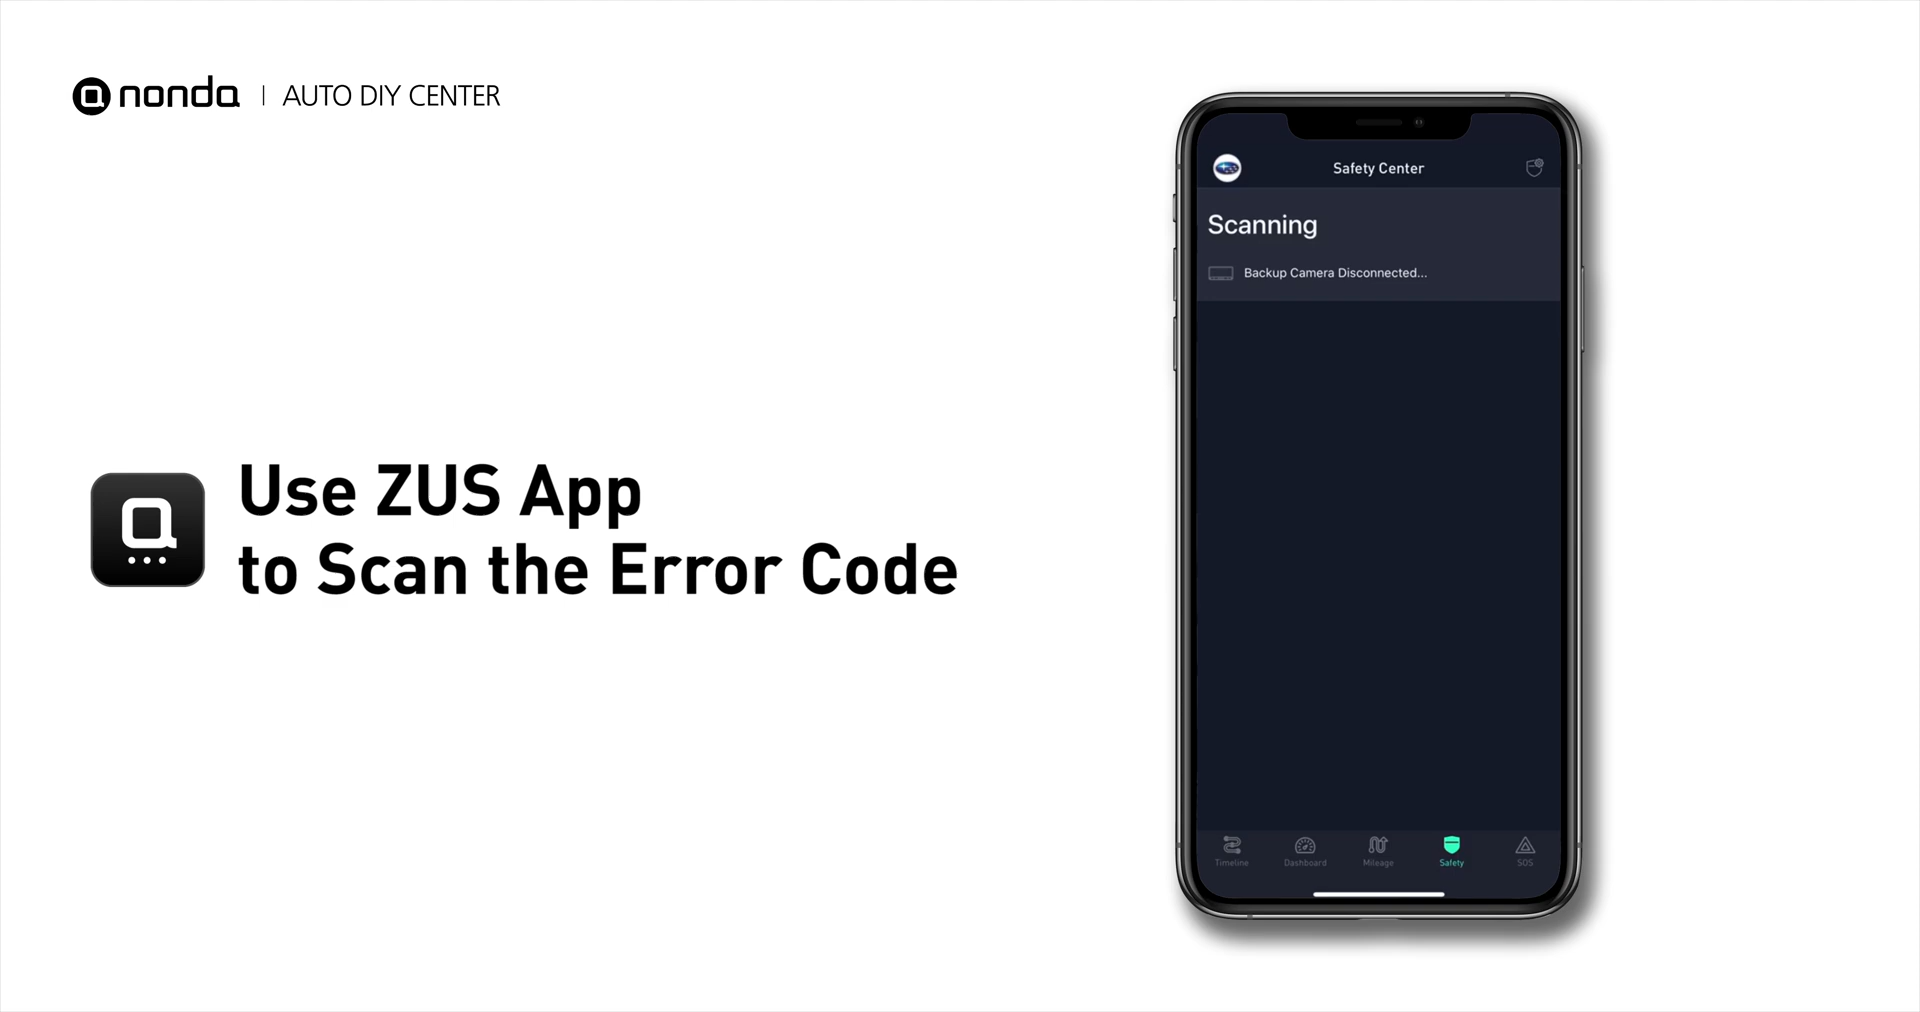 nonda | AUTO DIY CENTER
Use ZUS App
to Scan the Error Code
Safety Center
Scanning
Backup Camera Disconnected...
Timeline
Dashboard
Mileage
Safety
SOS